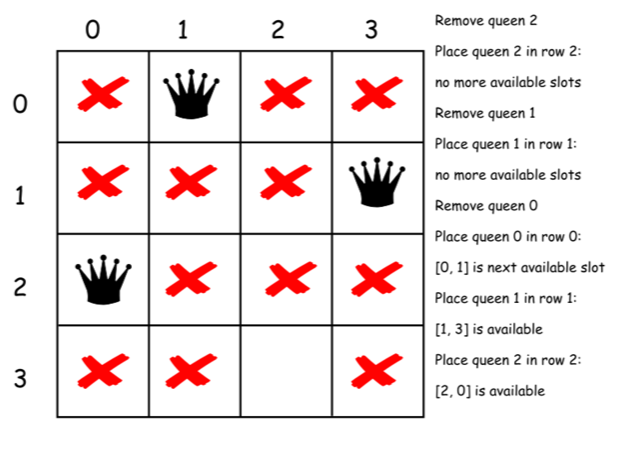 0 1 2 3
0
1
2
3
Remove queen 2
Place queen 2 in row 2:
no more available slots
Remove queen 1
Place queen 1 in row 1:
no more available slots
Remove queen 0
Place queen 0 in row 0:
[0, 1] is next available slot
Place queen 1 in row 1:
[1, 3] is available
Place queen 2 in row 2:
[2, 0] is available